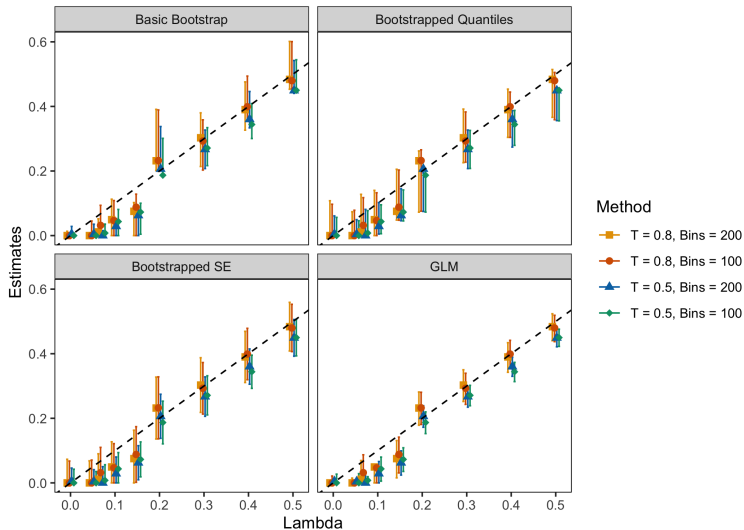 Basic Bootstrap
Bootstrapped Quantiles
0.6
0.4
0.2
0.0
Bootstrapped SE
GLM
0.6
0.4
0.2
0.0
0.0 0.1 0.2 0.3 0.4 0.5
0.0 0.1 0.2 0.3 0.4 0.5
Lambda
Estimates
Method
T = 0.8, Bins = 200
T = 0.8, Bins = 100
T = 0.5, Bins = 200
T = 0.5, Bins = 100